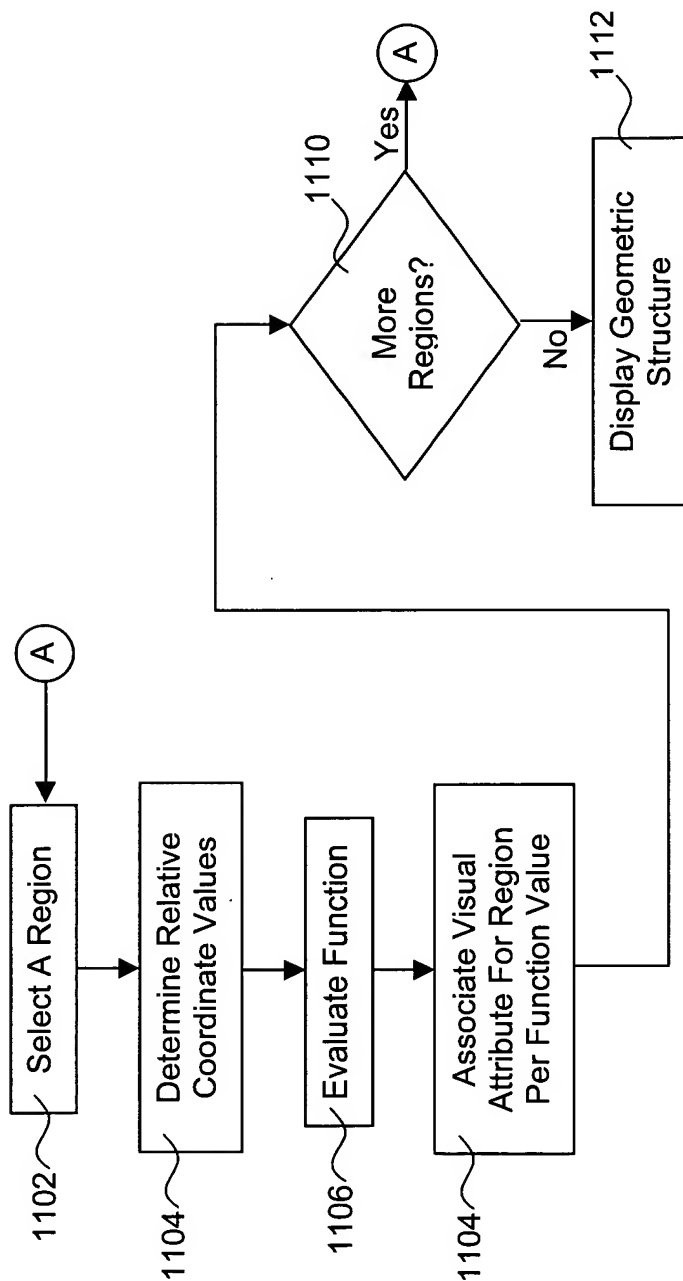 A
1102
Select A Region
1104
Determine Relative
Coordinate Values
1106
Evaluate Function
1104
Associate Visual
Attribute For Region
Per Function Value
1110
More
Regions?
Yes
A
No
1112
Display Geometric
Structure